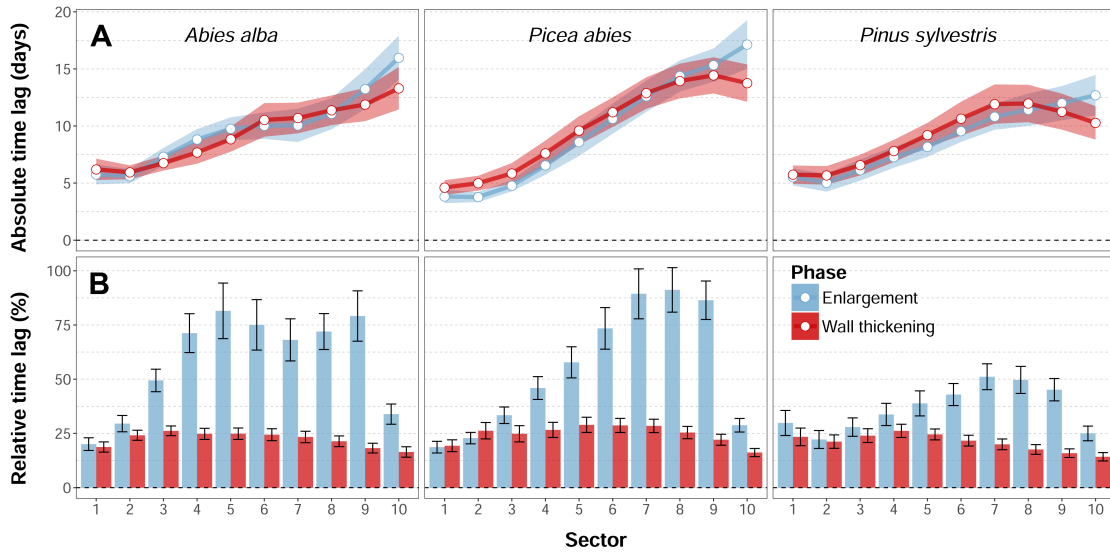 A
Abies alba
Picea abies
Pinus sylvestris
Absolute time lag (days)
20
15
10
5
0
B
Relative time lag (%)
100
75
50
25
0
Phase
Enlargement
Wall thickening
1 2 3 4 5 6 7 8 9 10
1 2 3 4 5 6 7 8 9 10
1 2 3 4 5 6 7 8 9 10
Sector